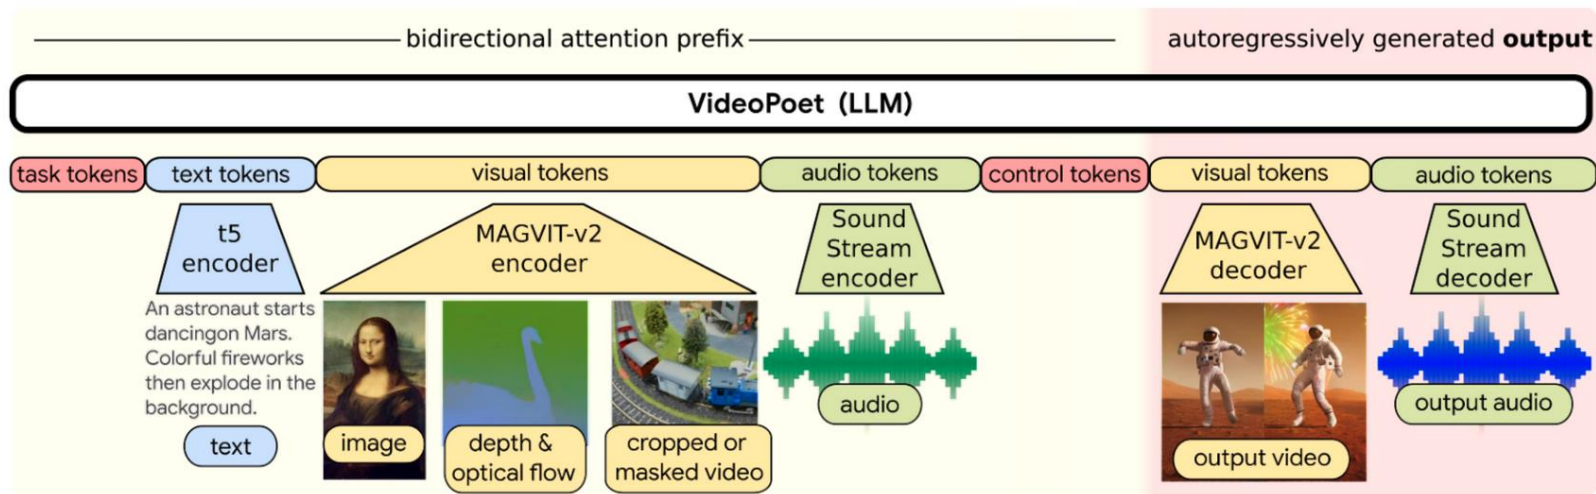 bidirectional attention prefix
autoregressively generated output
VideoPoet (LLM)
task tokens
text tokens
visual tokens
audio tokens
control tokens
visual tokens
audio tokens
t5
encoder
MAGVIT-v2
encoder
Sound
Stream
encoder
MAGVIT-v2
decoder
Sound
Stream
decoder
An astronaut starts
dancingon Mars.
Colorful fireworks
then explode in the
background.
text
image
depth &
optical flow
cropped or
masked video
audio
output video
output audio